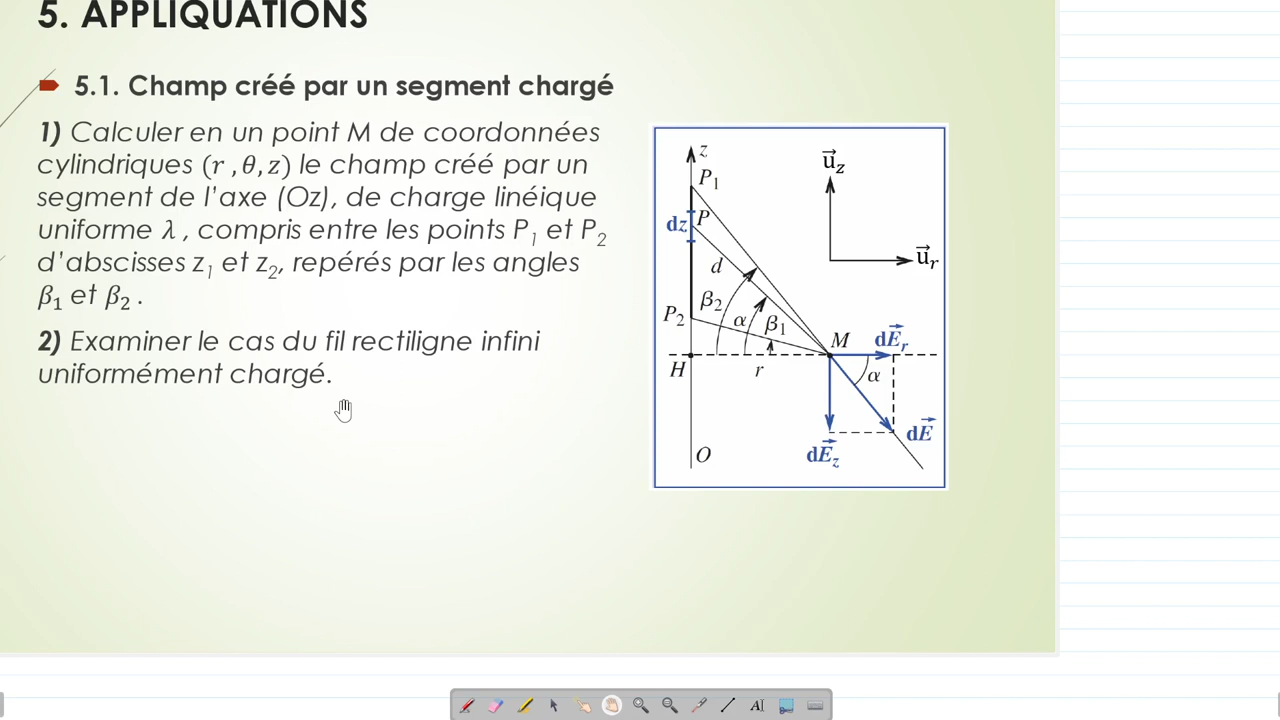 5. APPLIQUATIONS
5.1. Champ créé par un segment chargé
1) Calculer en un point M de coordonnées
cylindriques (r ,θ, z) le champ créé par un
segment de l'axe (Oz), de charge linéique
uniforme λ , compris entre les points P₁ et P₂
d'abscisses z₁ et z₂, repérés par les angles
β₁ et β₂ .
2) Examiner le cas du fil rectiligne infini
uniformément chargé.
z
u⃗z
P₁
dz
P
u⃗r
d
β₂
P₂
α
β₁
M
dE⃗r
H
r
α
dE⃗
O
dE⃗z
AI